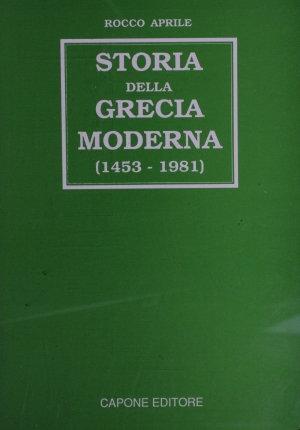 ROCCO APRILE
STORIA
DELLA
GRECIA
MODERNA
(1453 - 1981)
CAPONE EDITORE